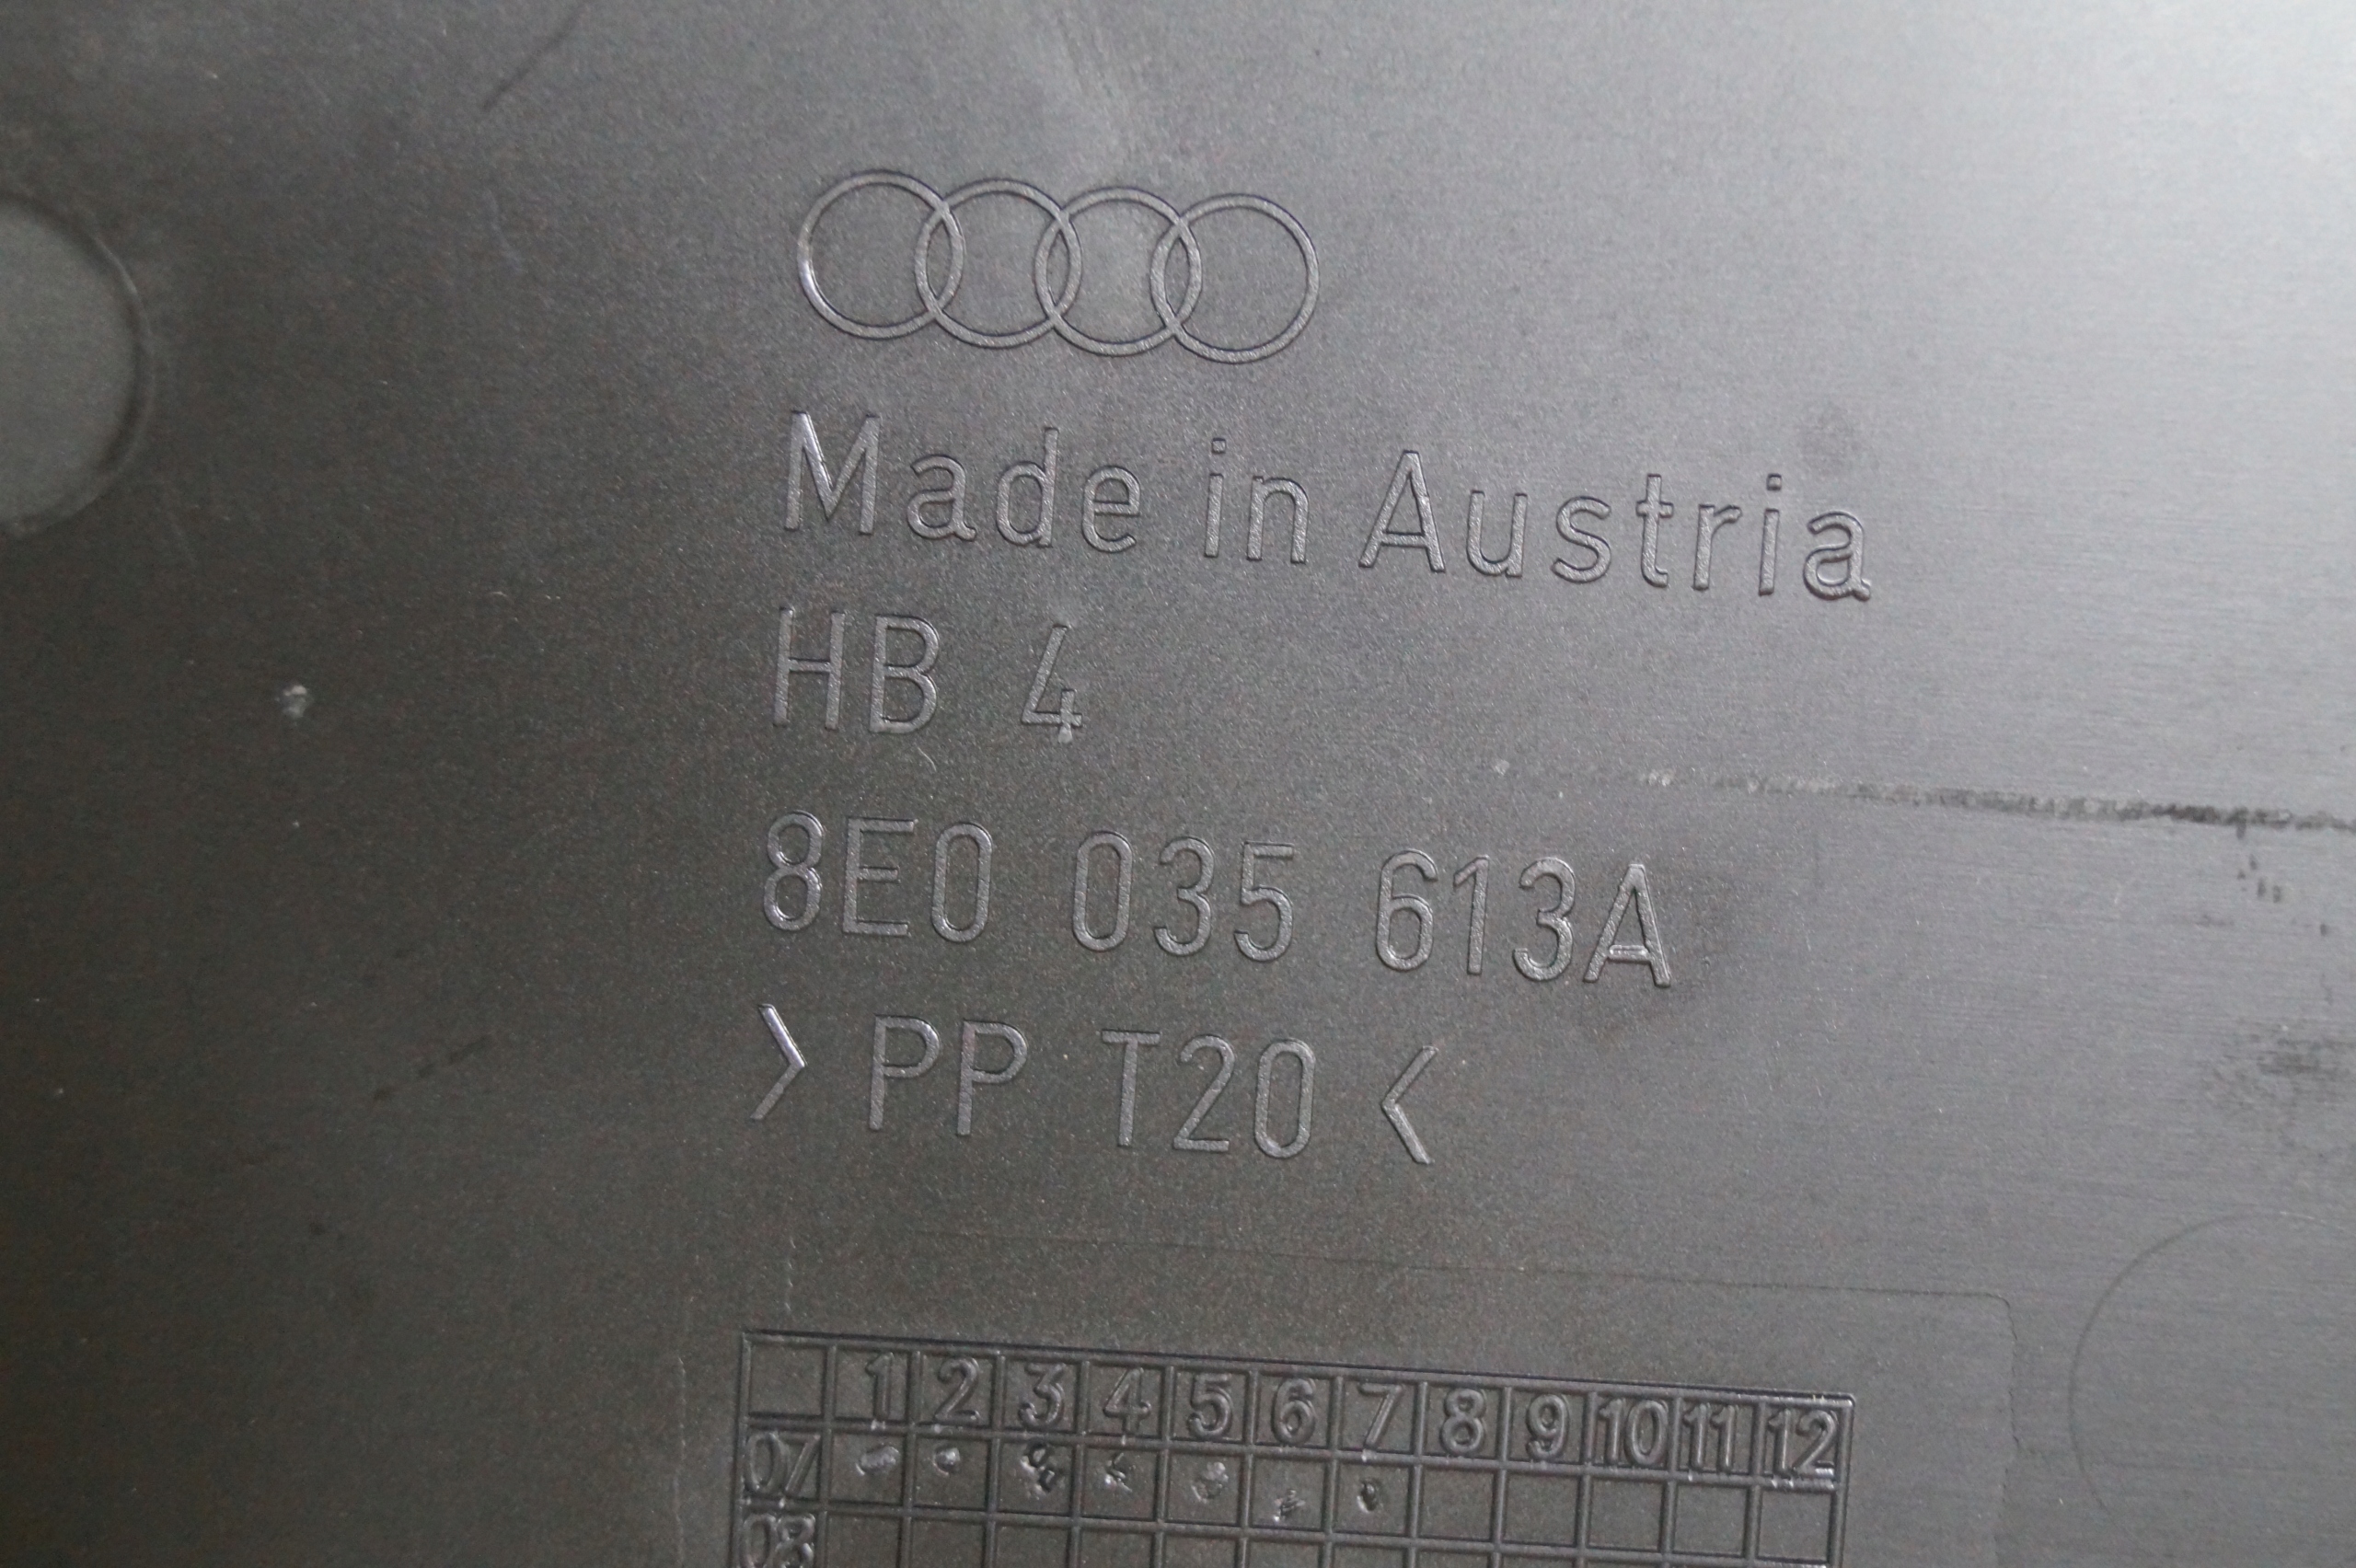 Made in Austria
HB 4
8E0 035 613A
> PP T20 <
1 2 3 4 5 6 7 8 9 10 11 12
07
08